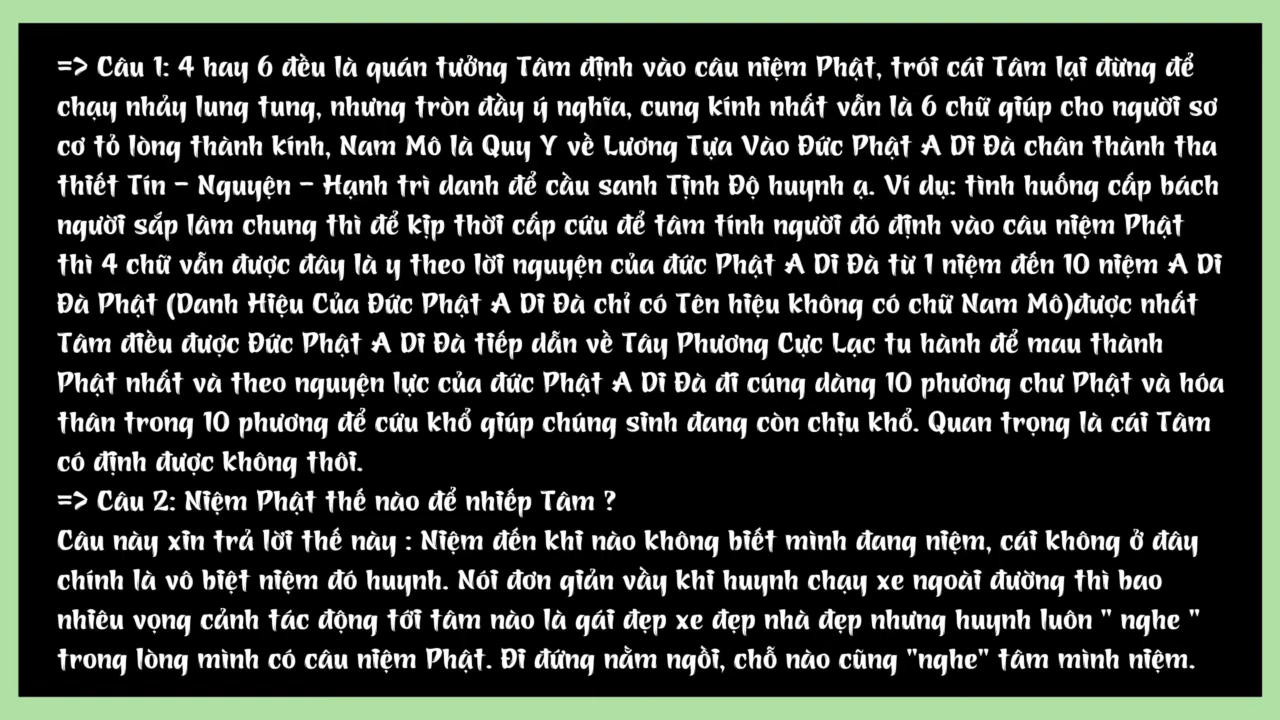 => Câu 1: 4 hay 6 đều là quán tưởng Tâm định vào câu niệm Phật, trói cái Tâm lại đừng để
chạy nhảy lung tung, nhưng tròn đầy ý nghĩa, cung kính nhất vẫn là 6 chữ giúp cho người sơ
cơ tỏ lòng thành kính, Nam Mô là Quy Y về Lương Tựa Vào Đức Phật A Di Đà chân thành tha
thiết Tín – Nguyện – Hạnh trì danh để cầu sanh Tịnh Độ huynh ạ. Ví dụ: tình huống cấp bách
người sắp lâm chung thì để kịp thời cấp cứu để tâm tính người đó định vào câu niệm Phật
thì 4 chữ vẫn được đây là y theo lời nguyện của đức Phật A Di Đà từ 1 niệm đến 10 niệm A Di
Đà Phật (Danh Hiệu Của Đức Phật A Di Đà chỉ có Tên hiệu không có chữ Nam Mô)được nhất
Tâm điều được Đức Phật A Di Đà tiếp dẫn về Tây Phương Cực Lạc tu hành để mau thành
Phật nhất và theo nguyện lực của đức Phật A Di Đà đi cúng dàng 10 phương chư Phật và hóa
thân trong 10 phương để cứu khổ giúp chúng sinh đang còn chịu khổ. Quan trọng là cái Tâm
có định được không thôi.
=> Câu 2: Niệm Phật thế nào để nhiếp Tâm ?
Câu này xin trả lời thế này : Niệm đến khi nào không biết mình đang niệm, cái không ở đây
chính là vô biệt niệm đó huynh. Nói đơn giản vầy khi huynh chạy xe ngoài đường thì bao
nhiêu vọng cảnh tác động tới tâm nào là gái đẹp xe đẹp nhà đẹp nhưng huynh luôn " nghe "
trong lòng mình có câu niệm Phật. Đi đứng nằm ngồi, chỗ nào cũng "nghe" tâm mình niệm.